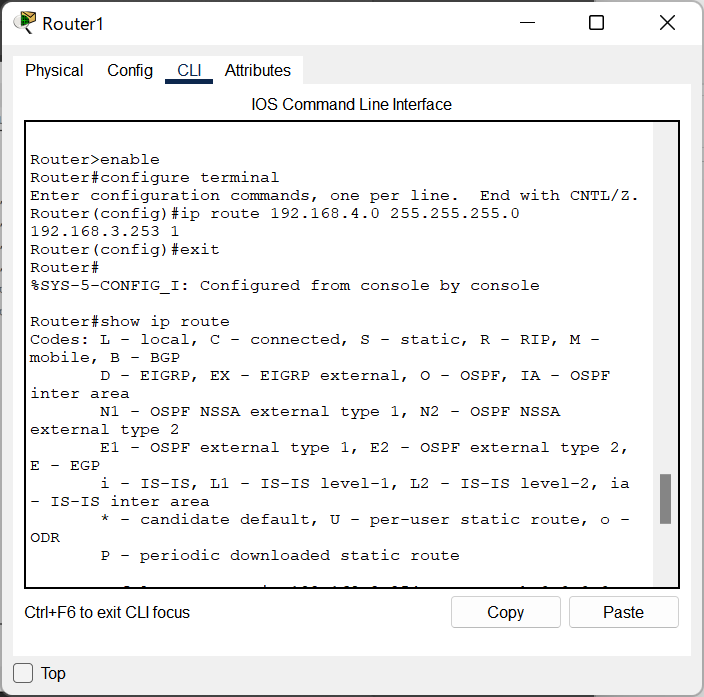 Router1
Physical Config CLI Attributes
IOS Command Line Interface
Router>enable
Router#configure terminal
Enter configuration commands, one per line.  End with CNTL/Z.
Router(config)#ip route 192.168.4.0 255.255.255.0
192.168.3.253 1
Router(config)#exit
Router#
%SYS-5-CONFIG_I: Configured from console by console
Router#show ip route
Codes: L - local, C - connected, S - static, R - RIP, M -
mobile, B - BGP
D - EIGRP, EX - EIGRP external, O - OSPF, IA - OSPF
inter area
N1 - OSPF NSSA external type 1, N2 - OSPF NSSA
external type 2
E1 - OSPF external type 1, E2 - OSPF external type 2,
E - EGP
i - IS-IS, L1 - IS-IS level-1, L2 - IS-IS level-2, ia
- IS-IS inter area
* - candidate default, U - per-user static route, o -
ODR
P - periodic downloaded static route
Ctrl+F6 to exit CLI focus
Copy Paste
Top